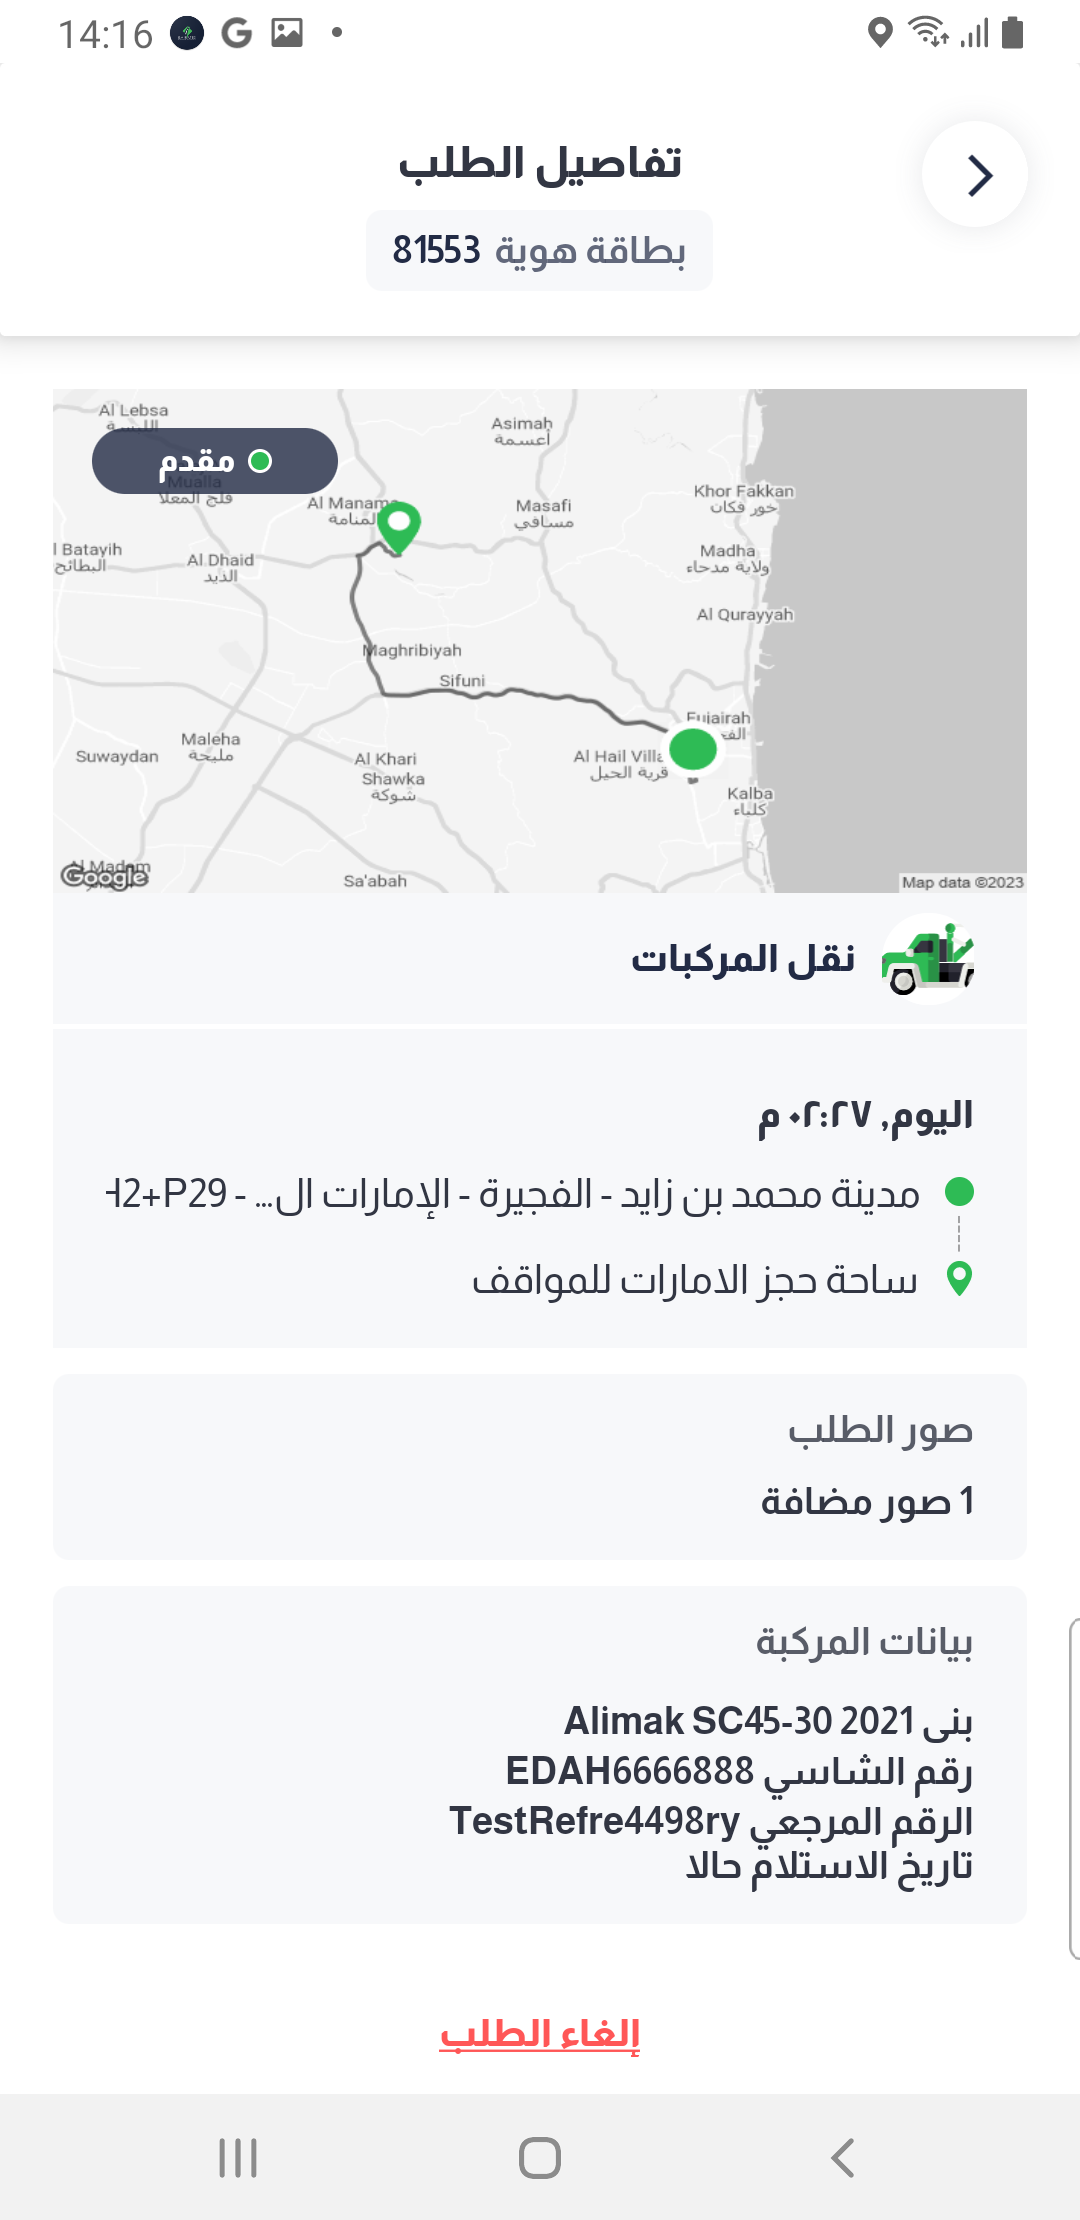 14:16
تفاصيل الطلب
بطاقة هوية 81553
مقدم
Al Lebsa
Asimah
أعسمة
Mualla
فلج المعلا
Al Manama
المنامة
Masafi
مسافي
Khor Fakkan
خور فكان
l Batayih
البطائح
Al Dhaid
الذيد
Madha
ولاية مدحاء
Al Qurayyah
Maghribiyah
Sifuni
Fujairah
Maleha
مليحة
Suwaydan
Al Khari
Al Hail Villa
قرية الحيل
Shawka
شوكة
Kalba
كلباء
Al Madam
Google
Sa'abah
Map data ©2023
نقل المركبات
اليوم, ٠٢:٢٧ م
مدينة محمد بن زايد - الفجيرة - الإمارات ال... - H2+P29
ساحة حجز الامارات للمواقف
صور الطلب
1 صور مضافة
بيانات المركبة
بنى Alimak SC45-30 2021
رقم الشاسي EDAH6666888
الرقم المرجعي TestRefre4498ry
تاريخ الاستلام حالا
إلغاء الطلب